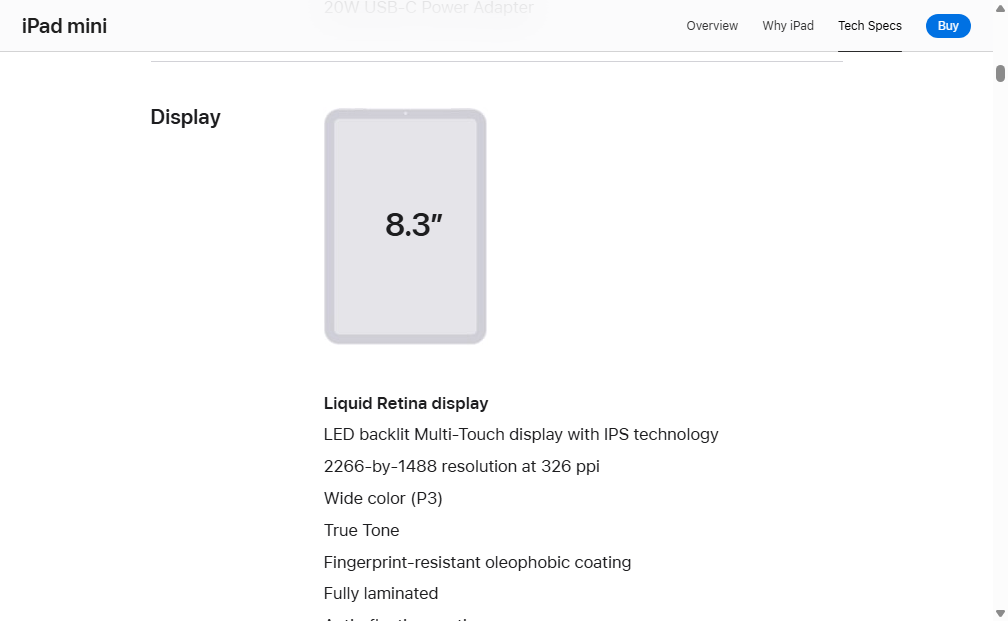 20W USB-C Power Adapter
iPad mini
Overview
Why iPad
Tech Specs
Buy
Display
8.3″
Liquid Retina display
LED backlit Multi-Touch display with IPS technology
2266-by-1488 resolution at 326 ppi
Wide color (P3)
True Tone
Fingerprint-resistant oleophobic coating
Fully laminated